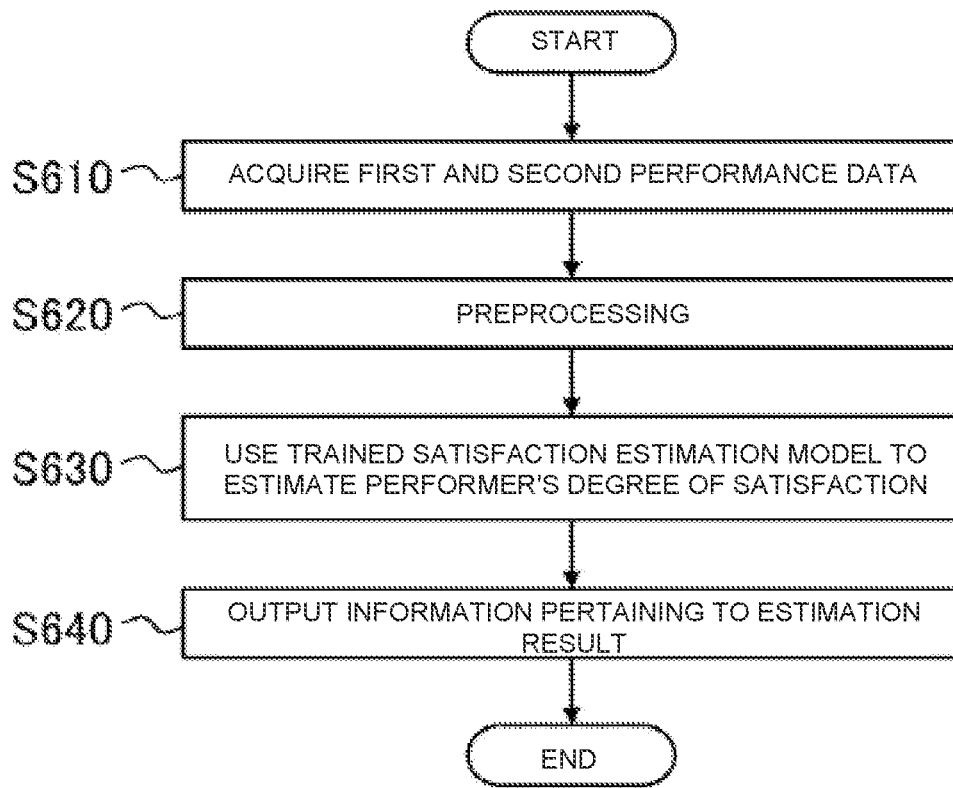 START
S610
ACQUIRE FIRST AND SECOND PERFORMANCE DATA
S620
PREPROCESSING
S630
USE TRAINED SATISFACTION ESTIMATION MODEL TO
ESTIMATE PERFORMER'S DEGREE OF SATISFACTION
S640
OUTPUT INFORMATION PERTAINING TO ESTIMATION
RESULT
END